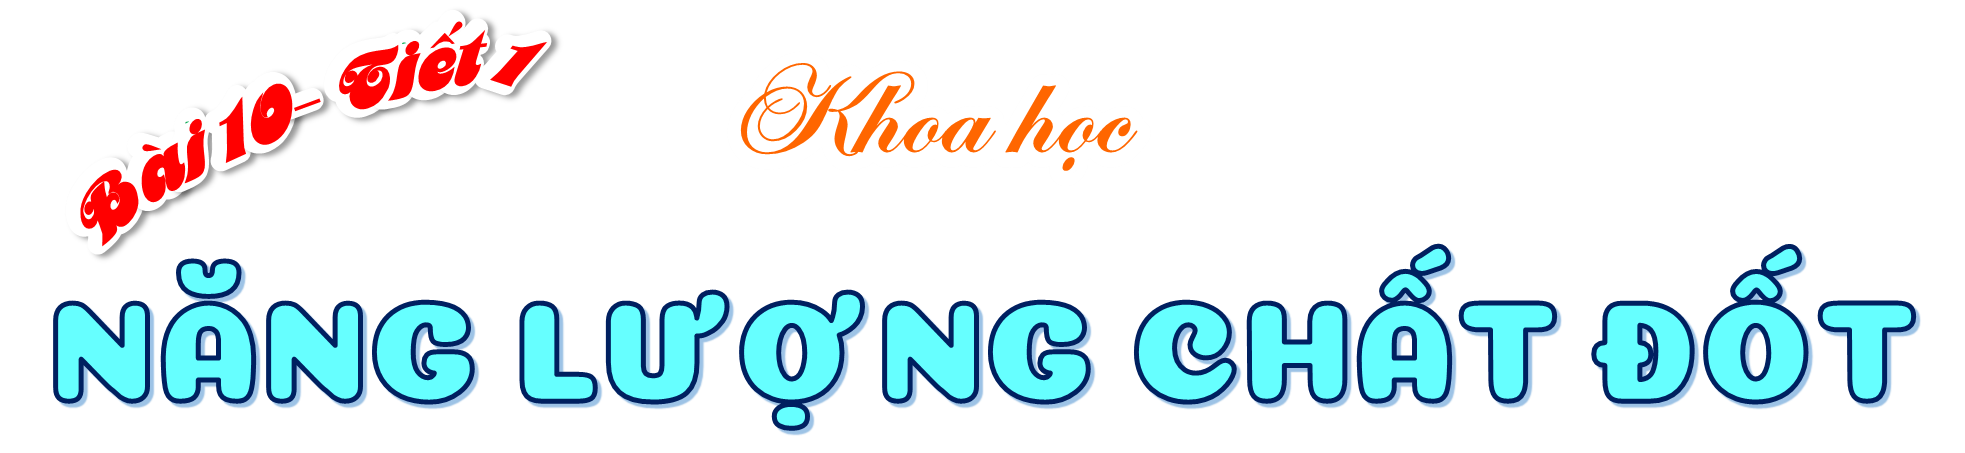 Bài 10- Tiết 1
Khoa học
NĂNG LƯỢNG CHẤT ĐỐT